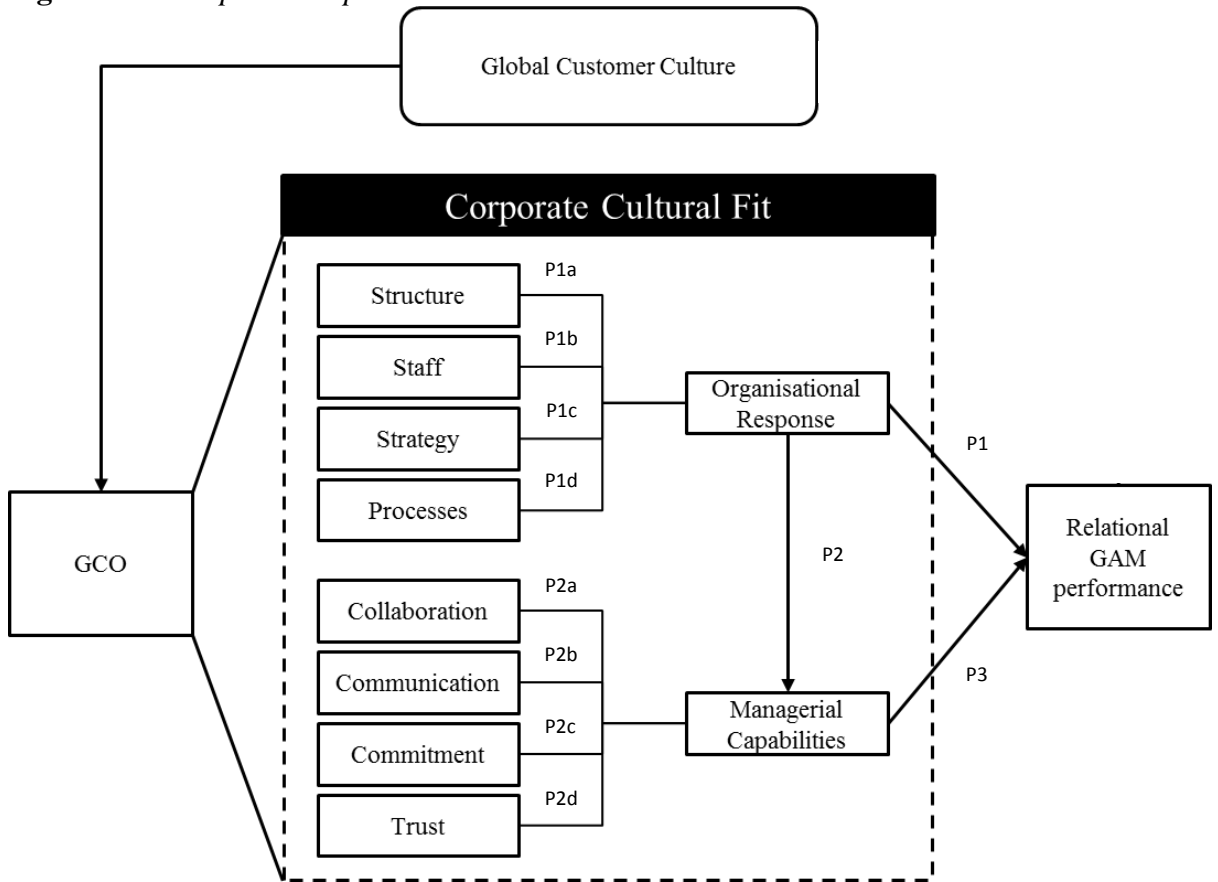 Global Customer Culture
Corporate Cultural Fit
Structure
P1a
Staff
P1b
Strategy
P1c
Processes
P1d
Organisational
Response
P1
GCO
P2
Relational
GAM
performance
Collaboration
P2a
Communication
P2b
Commitment
P2c
Trust
P2d
Managerial
Capabilities
P3